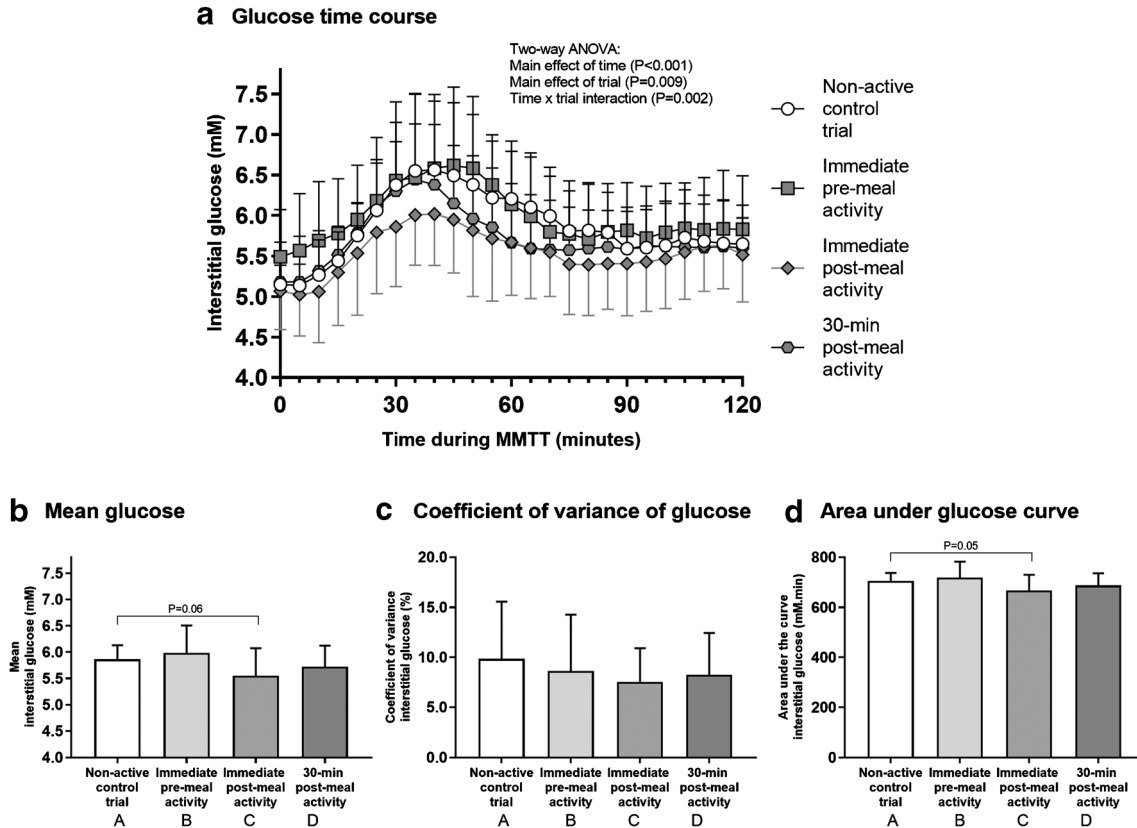 a Glucose time course
Two-way ANOVA:
Main effect of time (P<0.001)
Main effect of trial (P=0.009)
Time x trial interaction (P=0.002)
Interstitial glucose (mM)
7.5
7.0
6.5
6.0
5.5
5.0
4.5
4.0
0
30
60
90
120
Time during MMTT (minutes)
Non-active
control
trial
Immediate
pre-meal
activity
Immediate
post-meal
activity
30-min
post-meal
activity
b Mean glucose
Mean
interstitial glucose (mM)
7.5
7.0
6.5
6.0
5.5
5.0
4.5
4.0
P=0.06
Non-active
control
trial
A
Immediate
pre-meal
activity
B
Immediate
post-meal
activity
C
30-min
post-meal
activity
D
c Coefficient of variance of glucose
Coefficient of variance
interstitial glucose (%)
20.0
15.0
10.0
5.0
0.0
Non-active
control
trial
A
Immediate
pre-meal
activity
B
Immediate
post-meal
activity
C
30-min
post-meal
activity
D
d Area under glucose curve
Area under the curve
interstitial glucose (mM.min)
800
600
400
200
0
P=0.05
Non-active
control
trial
A
Immediate
pre-meal
activity
B
Immediate
post-meal
activity
C
30-min
post-meal
activity
D